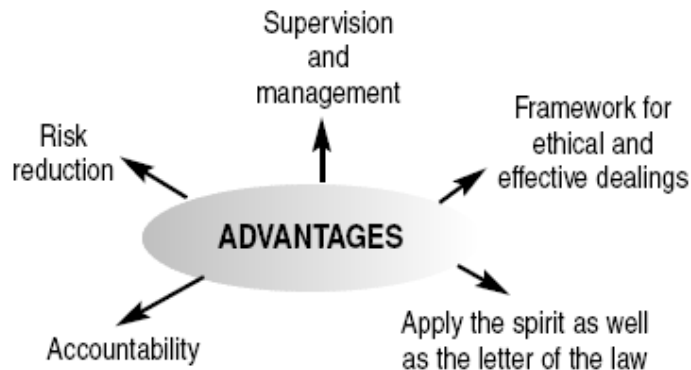 Supervision
and
management
Framework for
ethical and
effective dealings
Risk
reduction
ADVANTAGES
Accountability
Apply the spirit as well
as the letter of the law